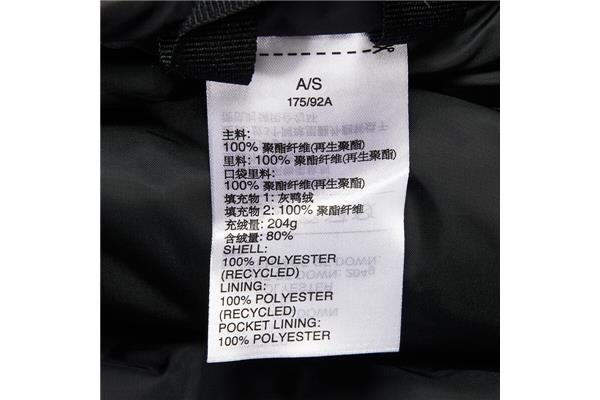 A/S
175/92A
主料:
100% 聚酯纤维(再生聚酯)
里料: 100% 聚酯纤维(再生聚酯)
口袋里料:
100% 聚酯纤维(再生聚酯)
填充物 1: 灰鸭绒
填充物 2: 100% 聚酯纤维
充绒量: 204g
含绒量: 80%
SHELL:
100% POLYESTER
(RECYCLED)
LINING:
100% POLYESTER
(RECYCLED)
POCKET LINING:
100% POLYESTER